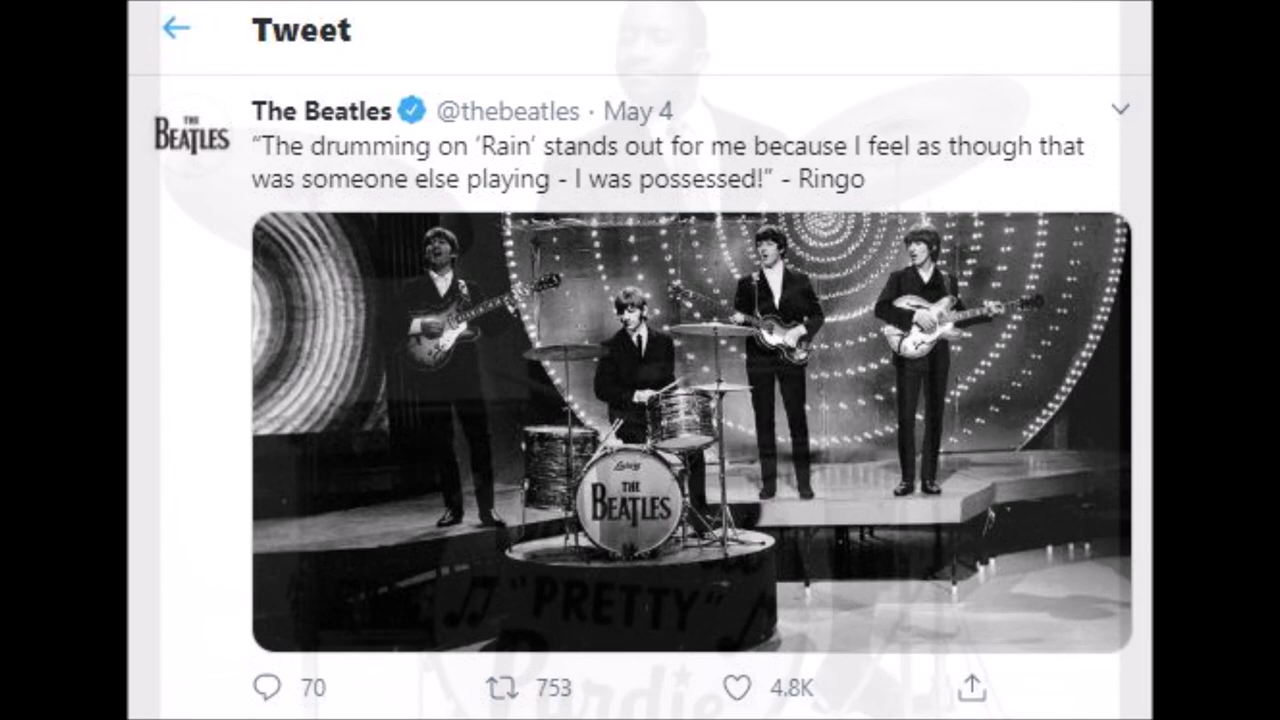 Tweet
The Beatles @thebeatles · May 4
THE
BEATLES
“The drumming on ‘Rain’ stands out for me because I feel as though that
was someone else playing - I was possessed!” - Ringo
Ludwig
THE
BEATLES
"PRETTY"
Purdie
70 753 4.8K